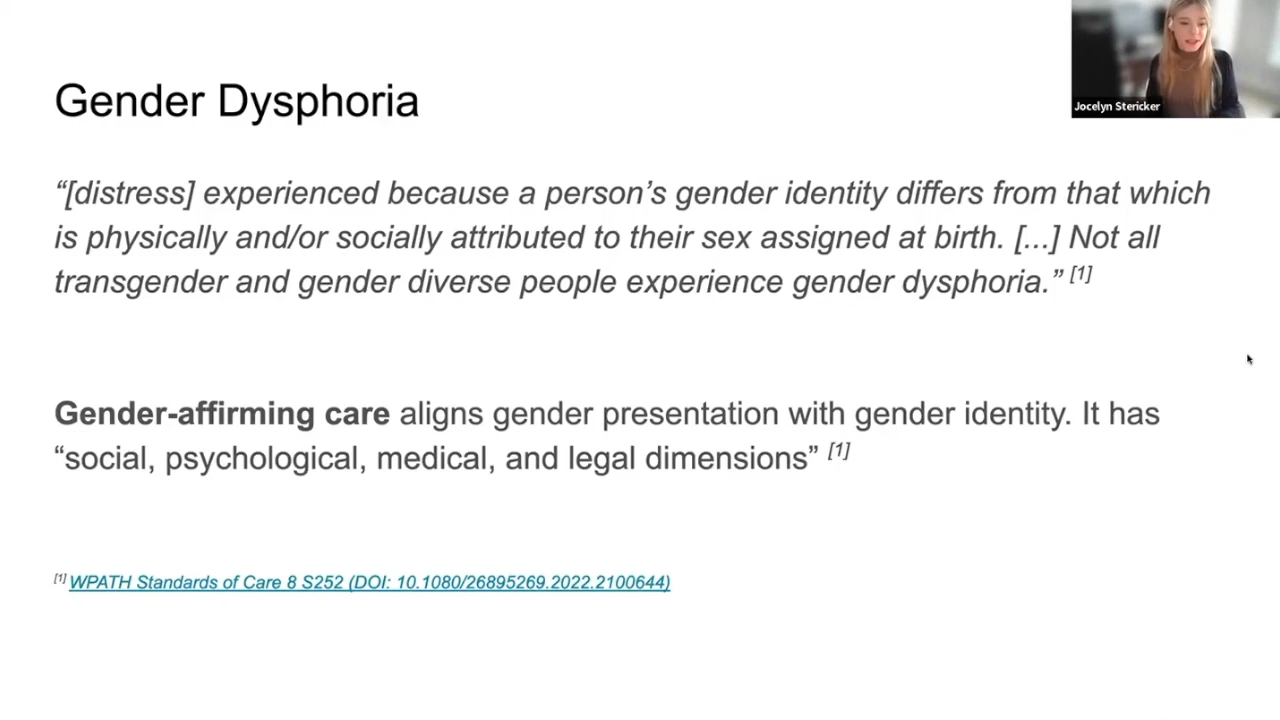 Jocelyn Stericker
Gender Dysphoria
“[distress] experienced because a person’s gender identity differs from that which
is physically and/or socially attributed to their sex assigned at birth. [...] Not all
transgender and gender diverse people experience gender dysphoria.” [1]
Gender-affirming care aligns gender presentation with gender identity. It has
“social, psychological, medical, and legal dimensions” [1]
[1] WPATH Standards of Care 8 S252 (DOI: 10.1080/26895269.2022.2100644)